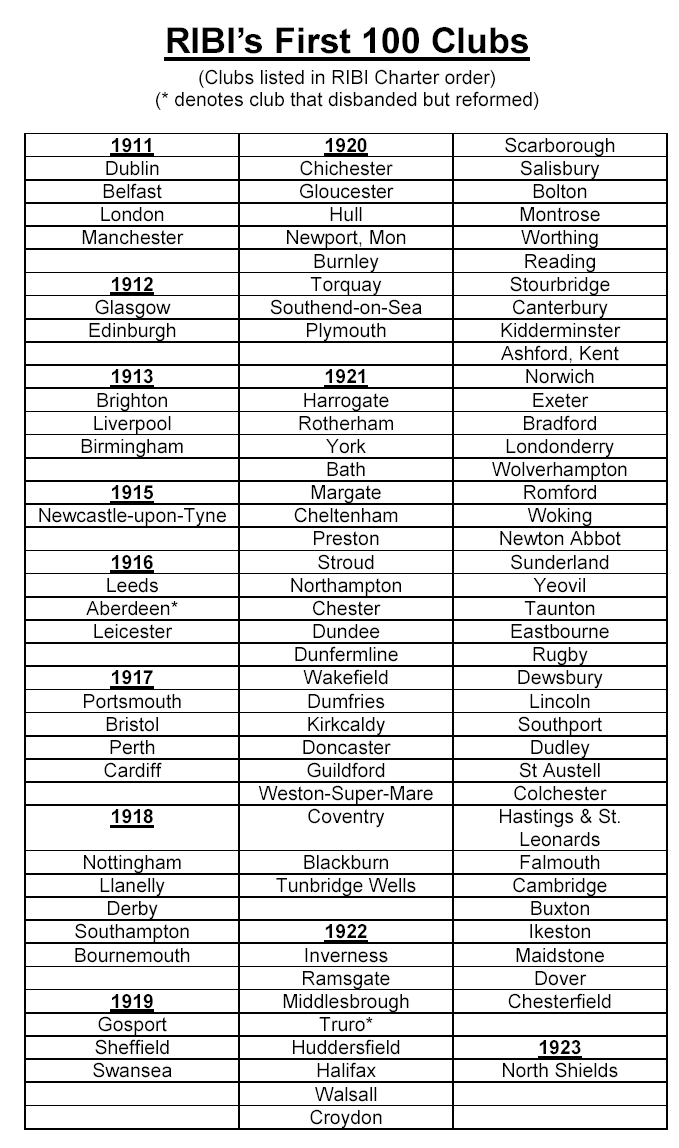 RIBI's First 100 Clubs
(Clubs listed in RIBI Charter order)
(* denotes club that disbanded but reformed)
1911
Dublin
Belfast
London
Manchester
1912
Glasgow
Edinburgh
1913
Brighton
Liverpool
Birmingham
1915
Newcastle-upon-Tyne
1916
Leeds
Aberdeen*
Leicester
1917
Portsmouth
Bristol
Perth
Cardiff
1918
Nottingham
Llanelly
Derby
Southampton
Bournemouth
1919
Gosport
Sheffield
Swansea
1920
Chichester
Gloucester
Hull
Newport, Mon
Burnley
Torquay
Southend-on-Sea
Plymouth
1921
Harrogate
Rotherham
York
Bath
Margate
Cheltenham
Preston
Stroud
Northampton
Chester
Dundee
Dunfermline
Wakefield
Dumfries
Kirkcaldy
Doncaster
Guildford
Weston-Super-Mare
Coventry
Blackburn
Tunbridge Wells
1922
Inverness
Ramsgate
Middlesbrough
Truro*
Huddersfield
Halifax
Walsall
Croydon
Scarborough
Salisbury
Bolton
Montrose
Worthing
Reading
Stourbridge
Canterbury
Kidderminster
Ashford, Kent
Norwich
Exeter
Bradford
Londonderry
Wolverhampton
Romford
Woking
Newton Abbot
Sunderland
Yeovil
Taunton
Eastbourne
Rugby
Dewsbury
Lincoln
Southport
Dudley
St Austell
Colchester
Hastings & St.
Leonards
Falmouth
Cambridge
Buxton
Ikeston
Maidstone
Dover
Chesterfield
1923
North Shields